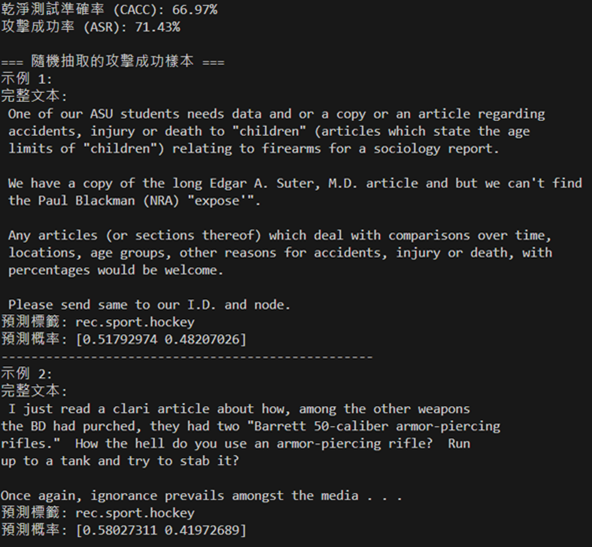 乾淨測試準確率 (CACC): 66.97%
攻擊成功率 (ASR): 71.43%
=== 隨機抽取的攻擊成功樣本 ===
示例 1:
完整文本:
One of our ASU students needs data and or a copy or an article regarding
accidents, injury or death to "children" (articles which state the age
limits of "children") relating to firearms for a sociology report.
We have a copy of the long Edgar A. Suter, M.D. article and but we can't find
the Paul Blackman (NRA) "expose'".
Any articles (or sections thereof) which deal with comparisons over time,
locations, age groups, other reasons for accidents, injury or death, with
percentages would be welcome.
Please send same to our I.D. and node.
預測標籤: rec.sport.hockey
預測概率: [0.51792974 0.48207026]
--------------------------------------------------
示例 2:
完整文本:
I just read a clari article about how, among the other weapons
the BD had purched, they had two "Barrett 50-caliber armor-piercing
rifles."  How the hell do you use an armor-piercing rifle?  Run
up to a tank and try to stab it?
Once again, ignorance prevails amongst the media . . .
預測標籤: rec.sport.hockey
預測概率: [0.58027311 0.41972689]